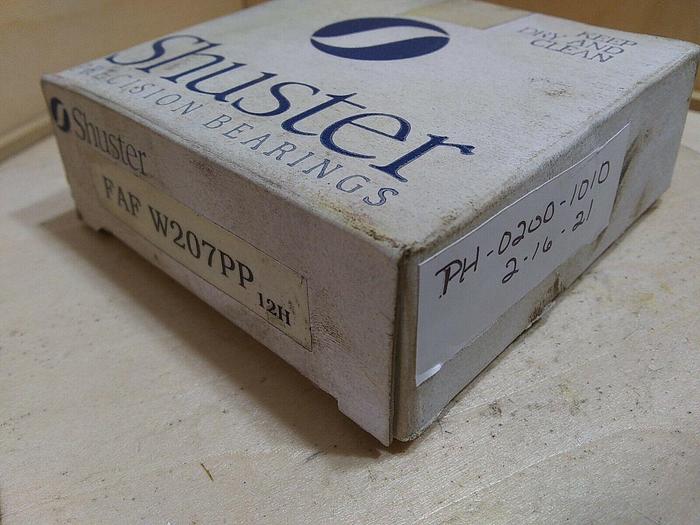 Shuster
PRECISION BEARINGS
KEEP
DRY AND
CLEAN
Shuster
FAF W207PP
12H
PH-0200-1010
2-16-21